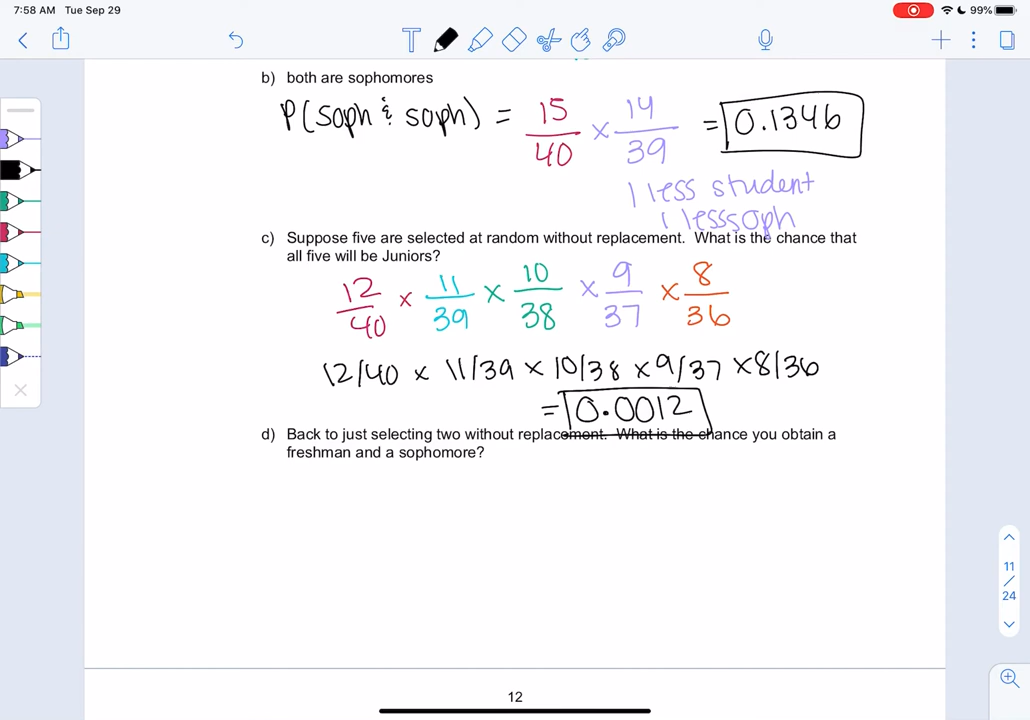 7:58 AM Tue Sep 29
99%
b) both are sophomores
P(soph & soph) = 15/40 × 14/39 = 0.1346
1 less student
1 less soph
c) Suppose five are selected at random without replacement. What is the chance that
all five will be Juniors?
12/40 × 11/39 × 10/38 × 9/37 × 8/36
12/40 × 11/39 × 10/38 × 9/37 × 8/36
= 0.0012
d) Back to just selecting two without replacement. What is the chance you obtain a
freshman and a sophomore?
11
/
24
12